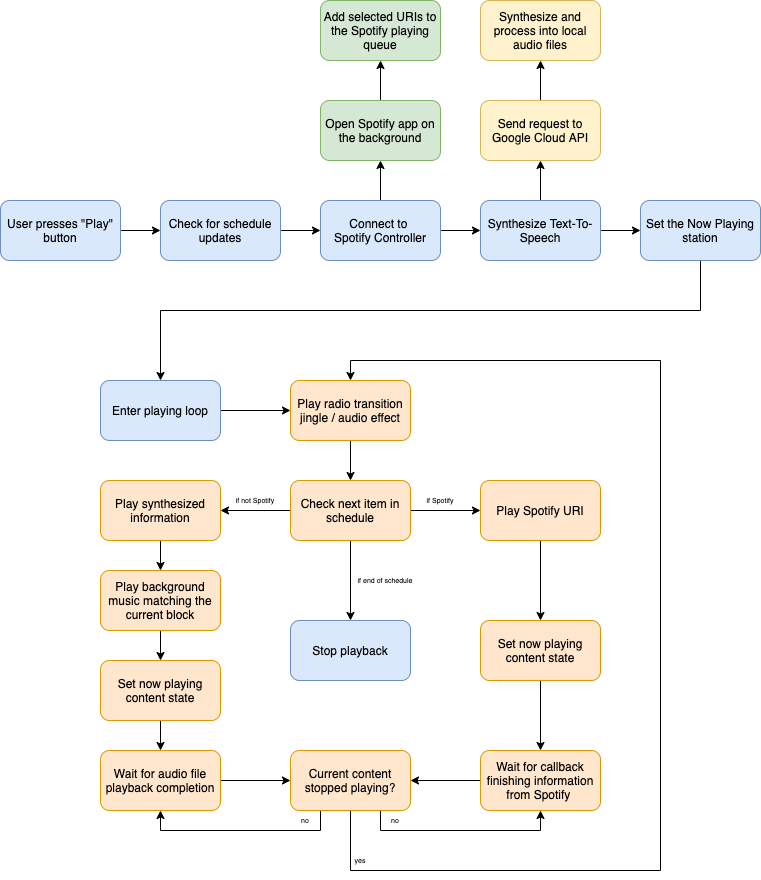 Add selected URIs to
the Spotify playing
queue
Synthesize and
process into local
audio files
Open Spotify app on
the background
Send request to
Google Cloud API
User presses "Play"
button
Check for schedule
updates
Connect to
Spotify Controller
Synthesize Text-To-
Speech
Set the Now Playing
station
Enter playing loop
Play radio transition
jingle / audio effect
Play synthesized
information
if not Spotify
Check next item in
schedule
if Spotify
Play Spotify URI
Play background
music matching the
current block
if end of schedule
Stop playback
Set now playing
content state
Set now playing
content state
Wait for audio file
playback completion
Current content
stopped playing?
Wait for callback
finishing information
from Spotify
no
no
yes